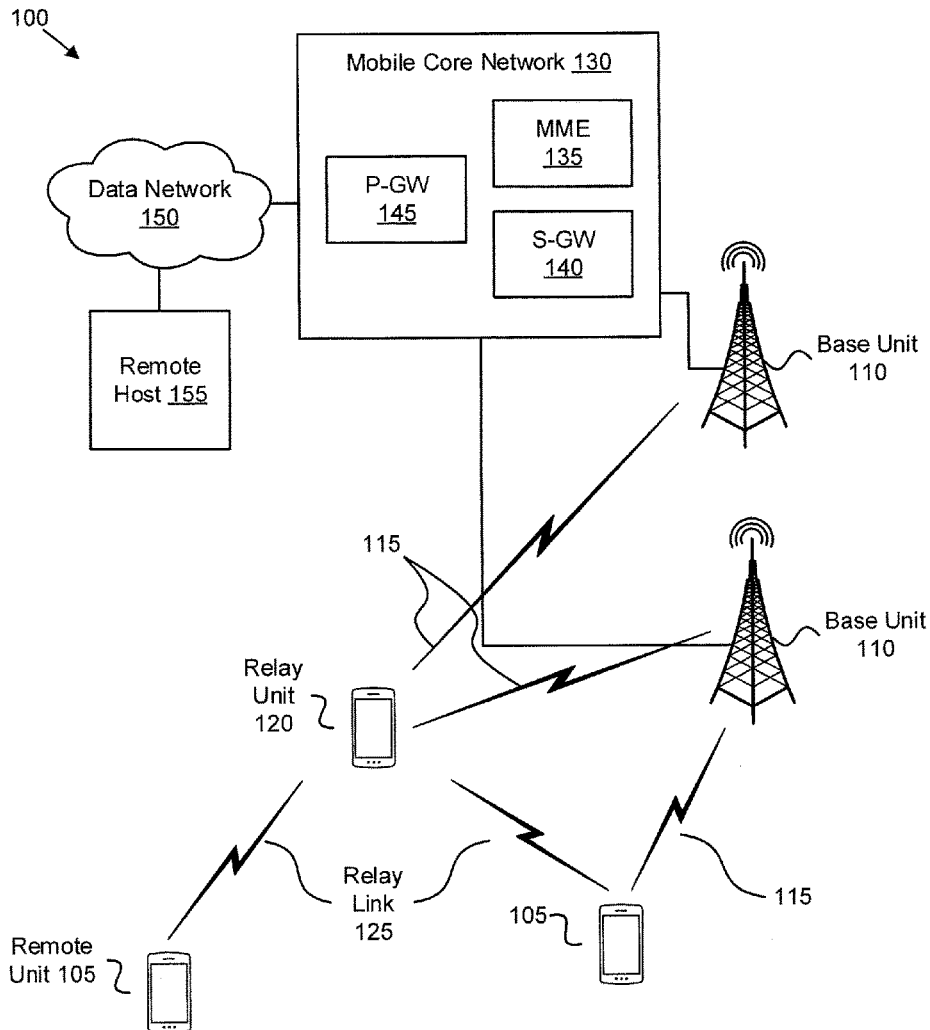 100
Mobile Core Network 130
MME
135
P-GW
145
S-GW
140
Data Network
150
Remote
Host 155
Base Unit
110
115
Base Unit
110
Relay
Unit
120
Relay
Link
125
115
105
Remote
Unit 105